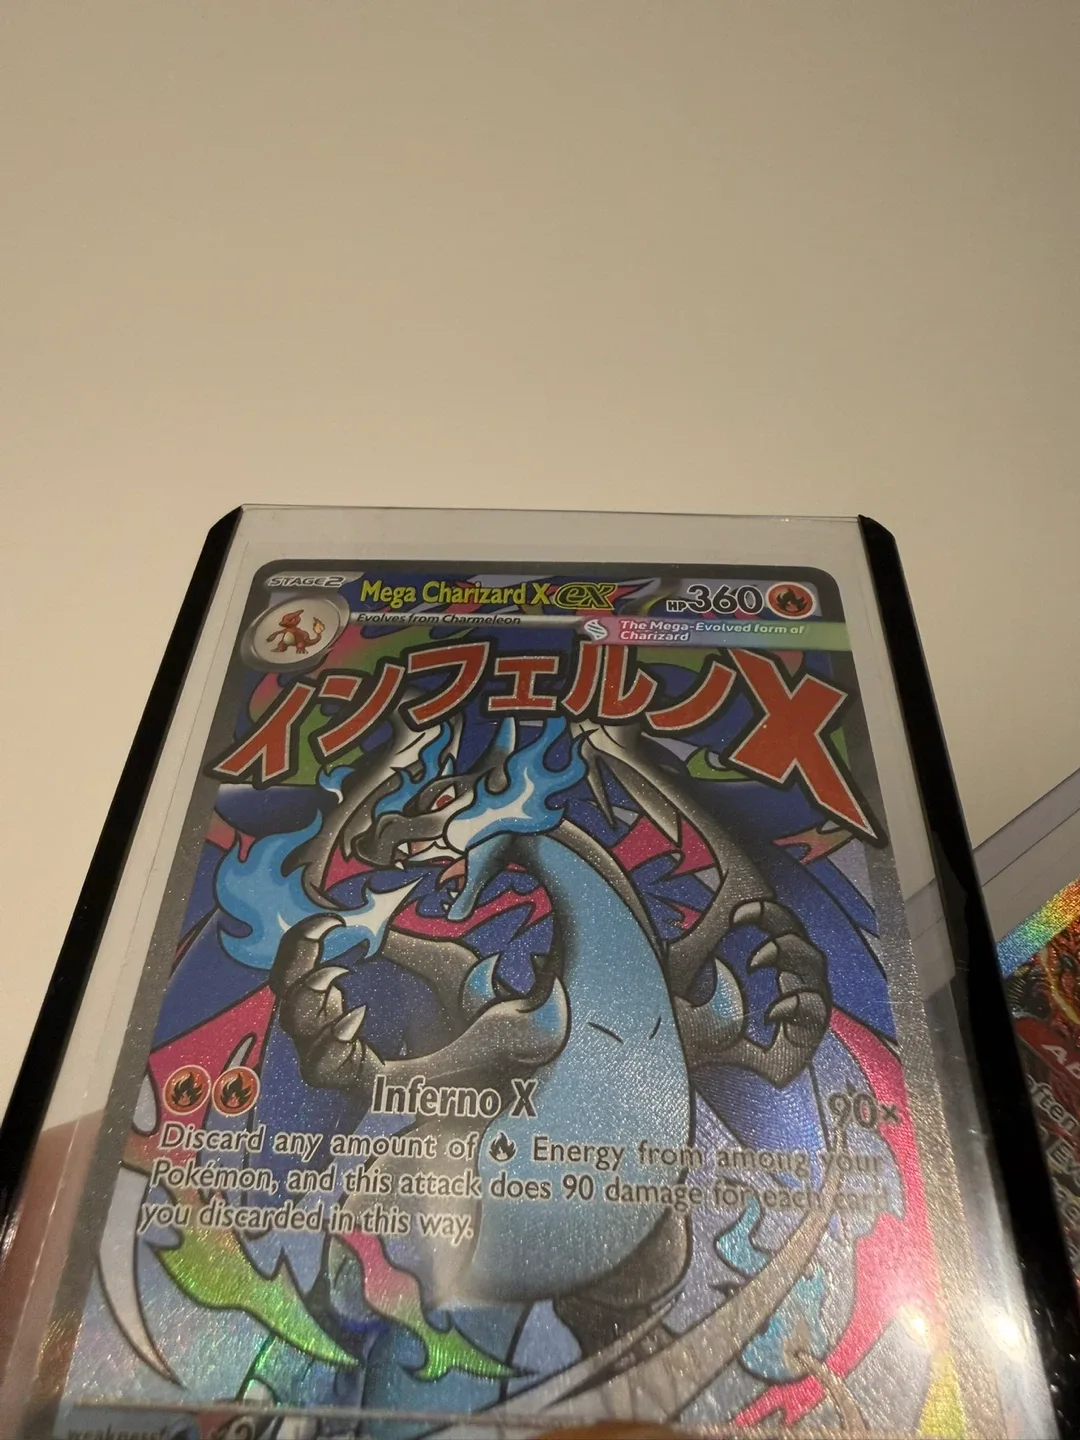 STAGE2 Mega Charizard X ex HP360
Evolves from Charmeleon
The Mega-Evolved form of
Charizard
インフェルノX
Inferno X 90×
Discard any amount of Energy from among your
Pokémon, and this attack does 90 damage for each card
you discarded in this way.
weakness